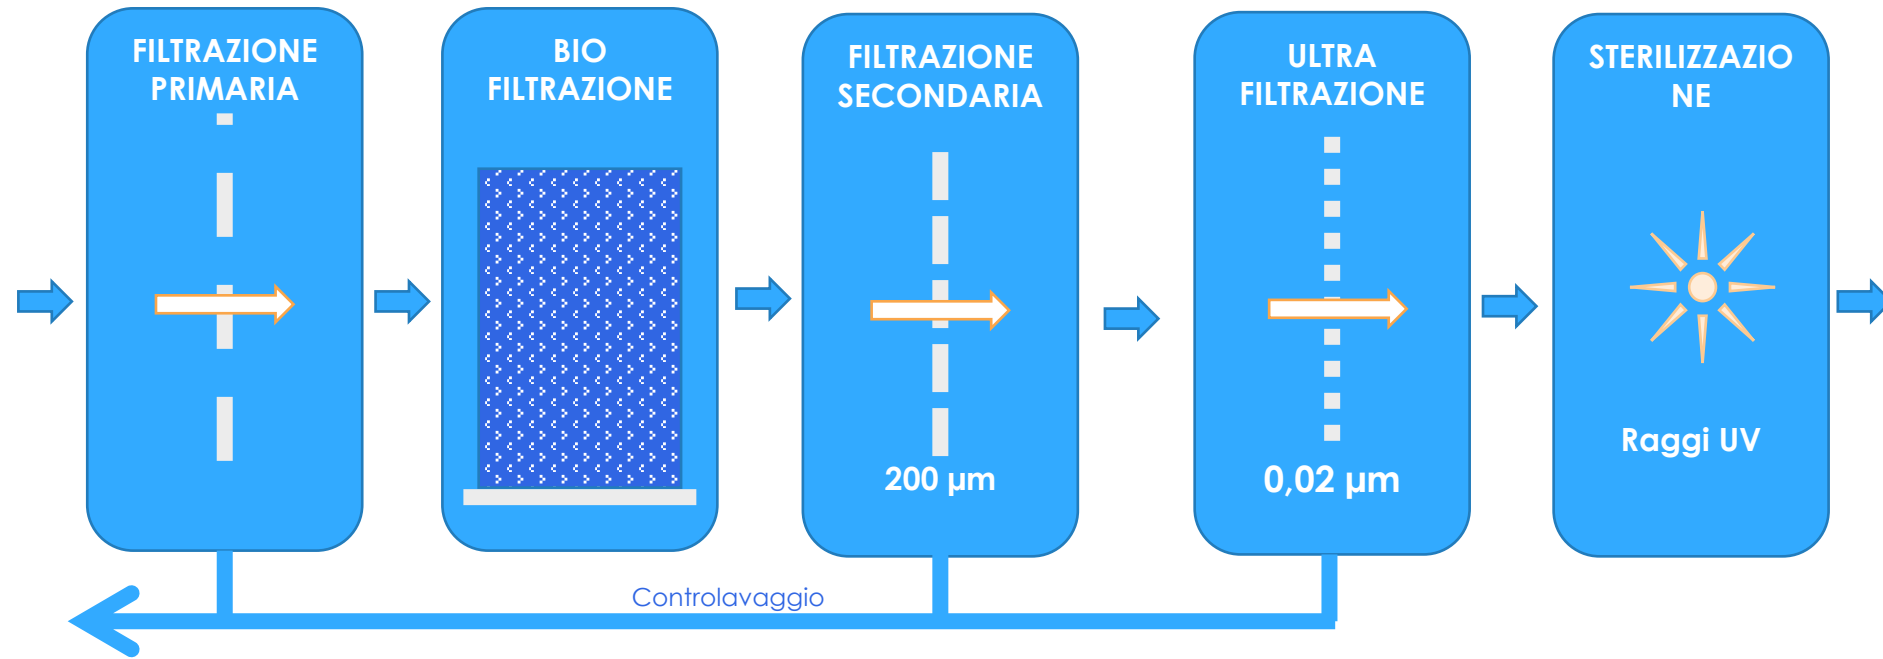 FILTRAZIONE
PRIMARIA
BIO
FILTRAZIONE
FILTRAZIONE
SECONDARIA
200 µm
ULTRA
FILTRAZIONE
0,02 µm
STERILIZZAZIO
NE
Raggi UV
Controlavaggio